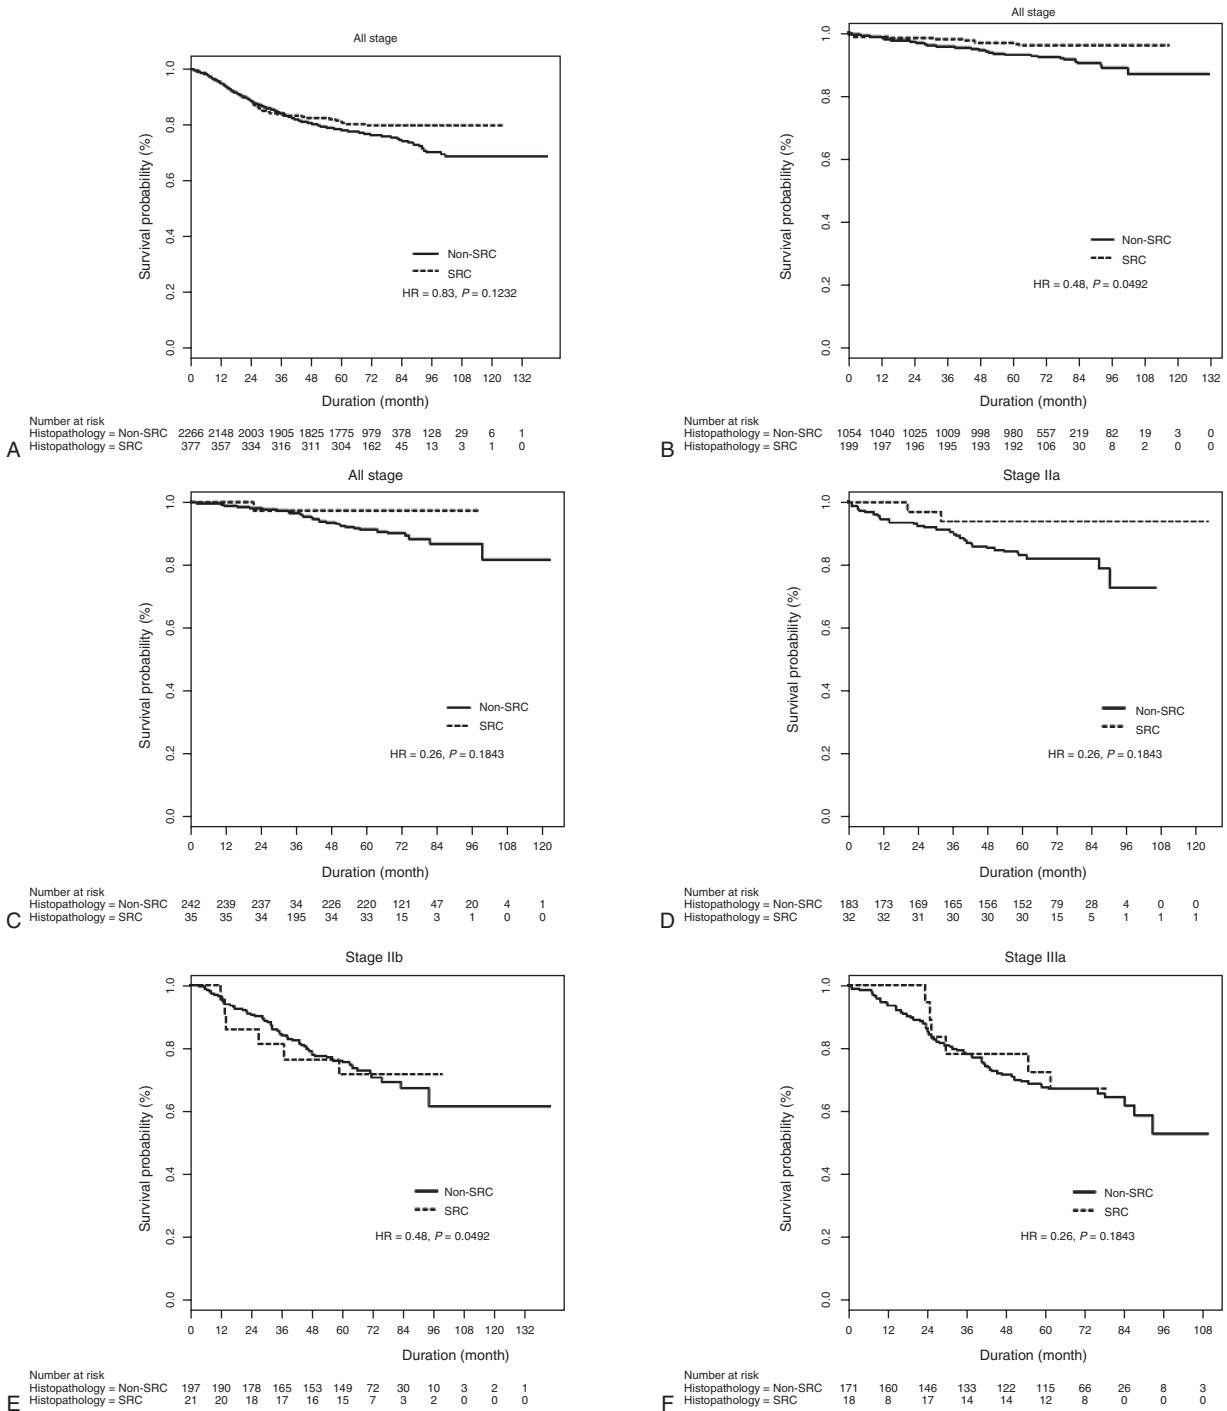 All stage
Survival probability (%)
1.0
0.8
0.6
0.4
0.2
0.0
Non-SRC
SRC
HR = 0.83, P = 0.1232
0 12 24 36 48 60 72 84 96 108 120 132
Duration (month)
Number at risk
Histopathology = Non-SRC 2266 2148 2003 1905 1825 1775 979 378 128 29 6 1
Histopathology = SRC 377 357 334 316 311 304 162 45 13 3 1 0
A
All stage
Survival probability (%)
1.0
0.8
0.6
0.4
0.2
0.0
Non-SRC
SRC
HR = 0.48, P = 0.0492
0 12 24 36 48 60 72 84 96 108 120 132
Duration (month)
Number at risk
Histopathology = Non-SRC 1054 1040 1025 1009 998 980 557 219 82 19 3 0
Histopathology = SRC 199 197 196 195 193 192 106 30 8 2 0 0
B
All stage
Survival probability (%)
1.0
0.8
0.6
0.4
0.2
0.0
Non-SRC
SRC
HR = 0.26, P = 0.1843
0 12 24 36 48 60 72 84 96 108 120
Duration (month)
Number at risk
Histopathology = Non-SRC 242 239 237 34 226 220 121 47 20 4 1
Histopathology = SRC 35 35 34 195 34 33 15 3 1 0 0
C
Stage IIa
Survival probability (%)
1.0
0.8
0.6
0.4
0.2
0.0
Non-SRC
SRC
HR = 0.26, P = 0.1843
0 12 24 36 48 60 72 84 96 108 120
Duration (month)
Number at risk
Histopathology = Non-SRC 183 173 169 165 156 152 79 28 4 0 0
Histopathology = SRC 32 32 31 30 30 30 15 5 1 1 1
D
Stage IIb
Survival probability (%)
1.0
0.8
0.6
0.4
0.2
0.0
Non-SRC
SRC
HR = 0.48, P = 0.0492
0 12 24 36 48 60 72 84 96 108 120 132
Duration (month)
Number at risk
Histopathology = Non-SRC 197 190 178 165 153 149 72 30 10 3 2 1
Histopathology = SRC 21 20 18 17 16 15 7 3 2 0 0 0
E
Stage IIIa
Survival probability (%)
1.0
0.8
0.6
0.4
0.2
0.0
Non-SRC
SRC
HR = 0.26, P = 0.1843
0 12 24 36 48 60 72 84 96 108
Duration (month)
Number at risk
Histopathology = Non-SRC 171 160 146 133 122 115 66 26 8 3
Histopathology = SRC 18 8 17 14 14 12 8 0 0 0
F